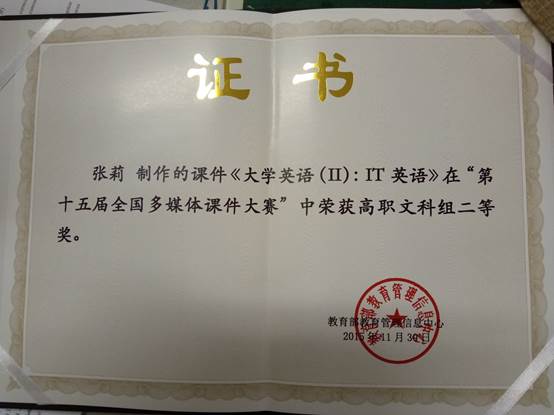 证 书
张莉 制作的课件《大学英语(II): IT 英语》在“第
十五届全国多媒体课件大赛”中荣获高职文科组二等
奖。
教育部教育管理信息中心
2015年11月30日